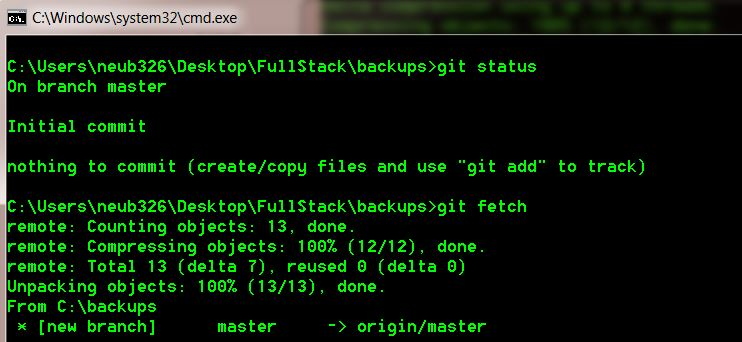 C:\Windows\system32\cmd.exe
C:\Users\neub326\Desktop\FullStack\backups>git status
On branch master
Initial commit
nothing to commit (create/copy files and use "git add" to track)
C:\Users\neub326\Desktop\FullStack\backups>git fetch
remote: Counting objects: 13, done.
remote: Compressing objects: 100% (12/12), done.
remote: Total 13 (delta 7), reused 0 (delta 0)
Unpacking objects: 100% (13/13), done.
From C:\backups
* [new branch] master -> origin/master